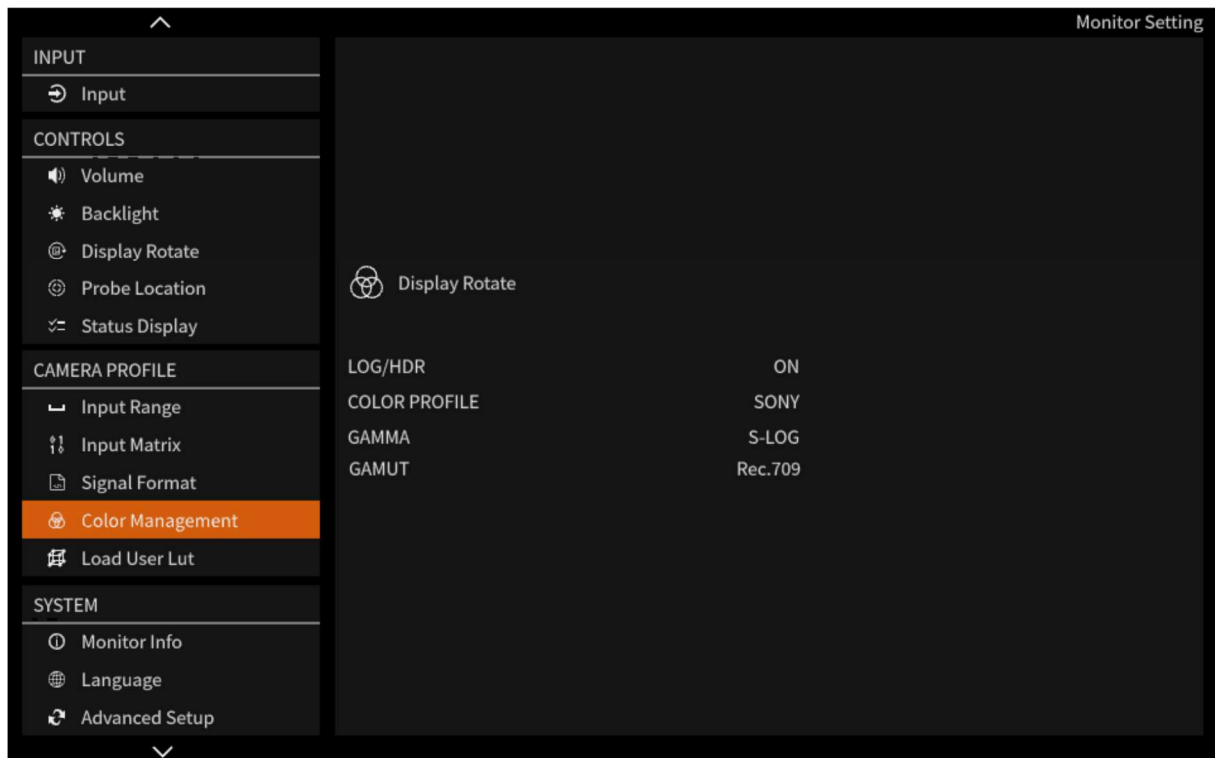 Monitor Setting
INPUT
Input
CONTROLS
Volume
Backlight
Display Rotate
Probe Location
Status Display
CAMERA PROFILE
Input Range
Input Matrix
Signal Format
Color Management
Load User Lut
SYSTEM
Monitor Info
Language
Advanced Setup
Display Rotate
LOG/HDR ON
COLOR PROFILE SONY
GAMMA S-LOG
GAMUT Rec.709